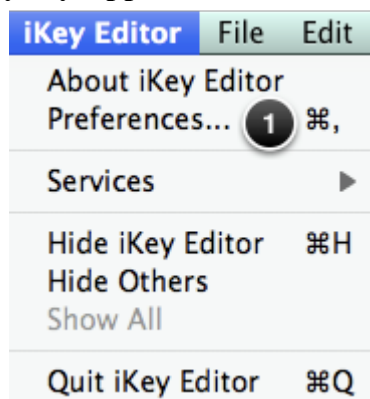 iKey Editor File Edit
About iKey Editor
Preferences... 1 ⌘,
Services ▶
Hide iKey Editor ⌘H
Hide Others
Show All
Quit iKey Editor ⌘Q